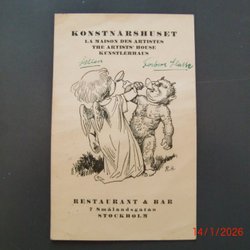 KONSTNÄRSHUSET
LA MAISON DES ARTISTES
THE ARTISTS' HOUSE
KÜNSTLERHAUS
RESTAURANT & BAR
7 Smålandsgatan
STOCKHOLM
14/1/2026